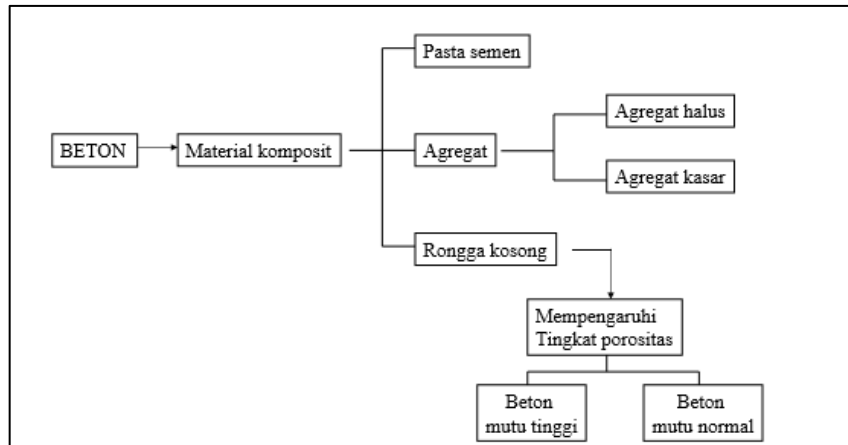 Pasta semen
Agregat halus
BETON
Material komposit
Agregat
Agregat kasar
Rongga kosong
Mempengaruhi
Tingkat porositas
Beton
mutu tinggi
Beton
mutu normal